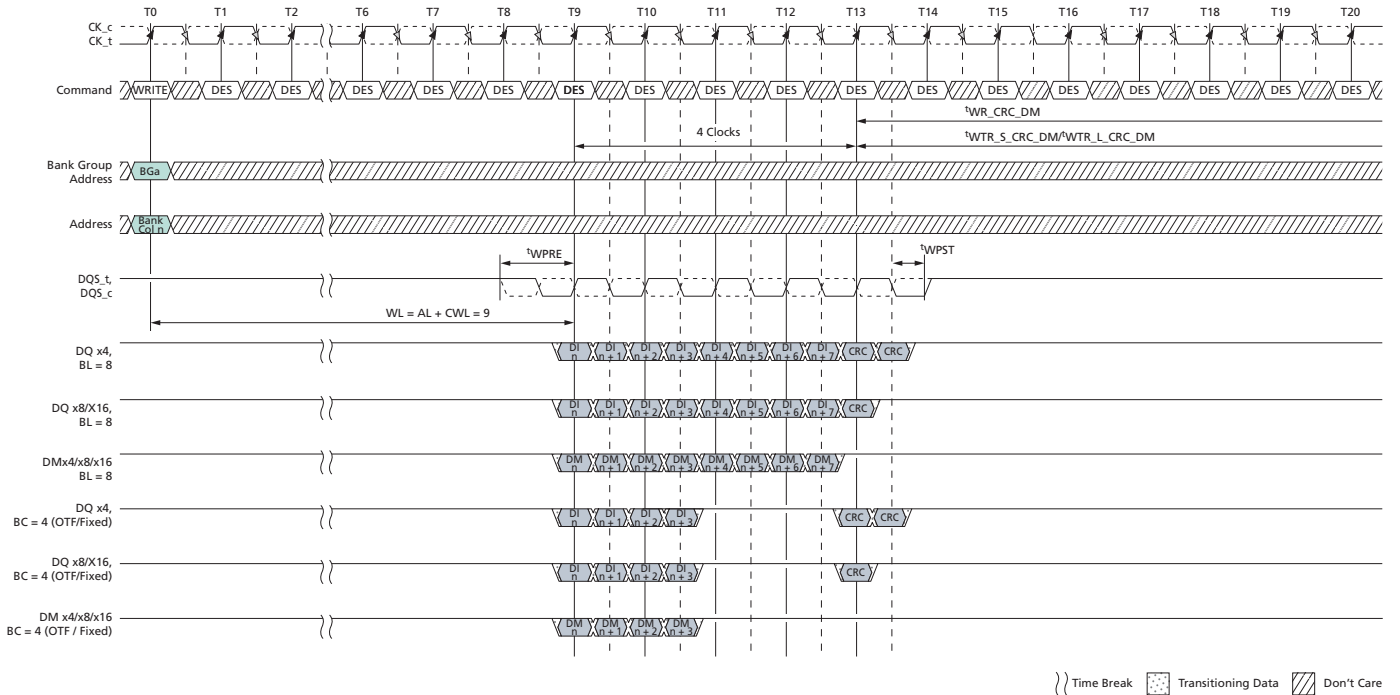 T0 T1 T2 T6 T7 T8 T9 T10 T11 T12 T13 T14 T15 T16 T17 T18 T19 T20
CK_c
CK_t
Command WRITE DES DES DES DES DES DES DES DES DES DES DES DES DES DES DES DES DES
tWR_CRC_DM
4 Clocks
tWTR_S_CRC_DM/tWTR_L_CRC_DM
Bank Group
Address
BGa
Address
Bank
Col n
tWPRE
tWPST
DQS_t,
DQS_c
WL = AL + CWL = 9
DQ x4,
BL = 8
DI n DI n + 1 DI n + 2 DI n + 3 DI n + 4 DI n + 5 DI n + 6 DI n + 7 CRC CRC
DQ x8/X16,
BL = 8
DI n DI n + 1 DI n + 2 DI n + 3 DI n + 4 DI n + 5 DI n + 6 DI n + 7 CRC
DMx4/x8/x16
BL = 8
DM n DM n + 1 DM n + 2 DM n + 3 DM n + 4 DM n + 5 DM n + 6 DM n + 7
DQ x4,
BC = 4 (OTF/Fixed)
DI n DI n + 1 DI n + 2 DI n + 3 CRC CRC
DQ x8/X16,
BC = 4 (OTF/Fixed)
DI n DI n + 1 DI n + 2 DI n + 3 CRC
DM x4/x8/x16
BC = 4 (OTF / Fixed)
DM n DM n + 1 DM n + 2 DM n + 3
Time Break Transitioning Data Don't Care